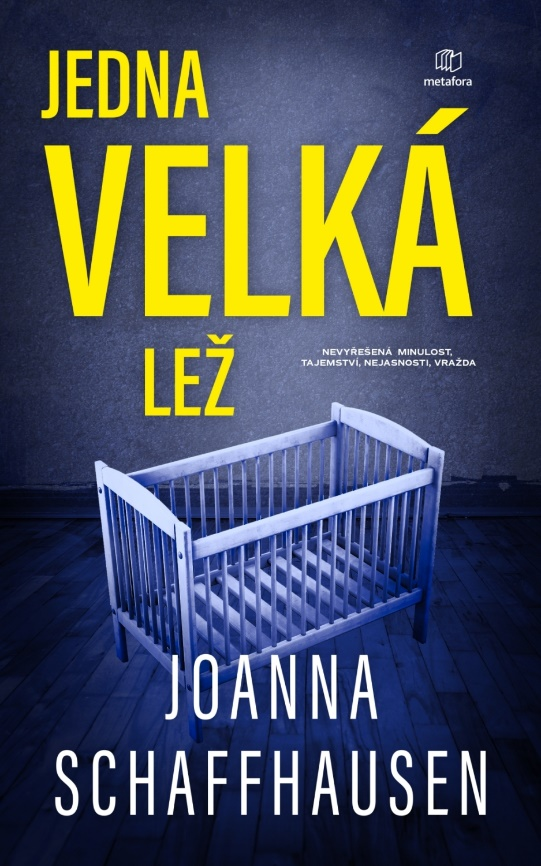 JEDNA
metafora
VELKÁ
LEŽ
NEVYŘEŠENÁ MINULOST,
TAJEMSTVÍ, NEJASNOSTI, VRAŽDA
JOANNA
SCHAFFHAUSEN